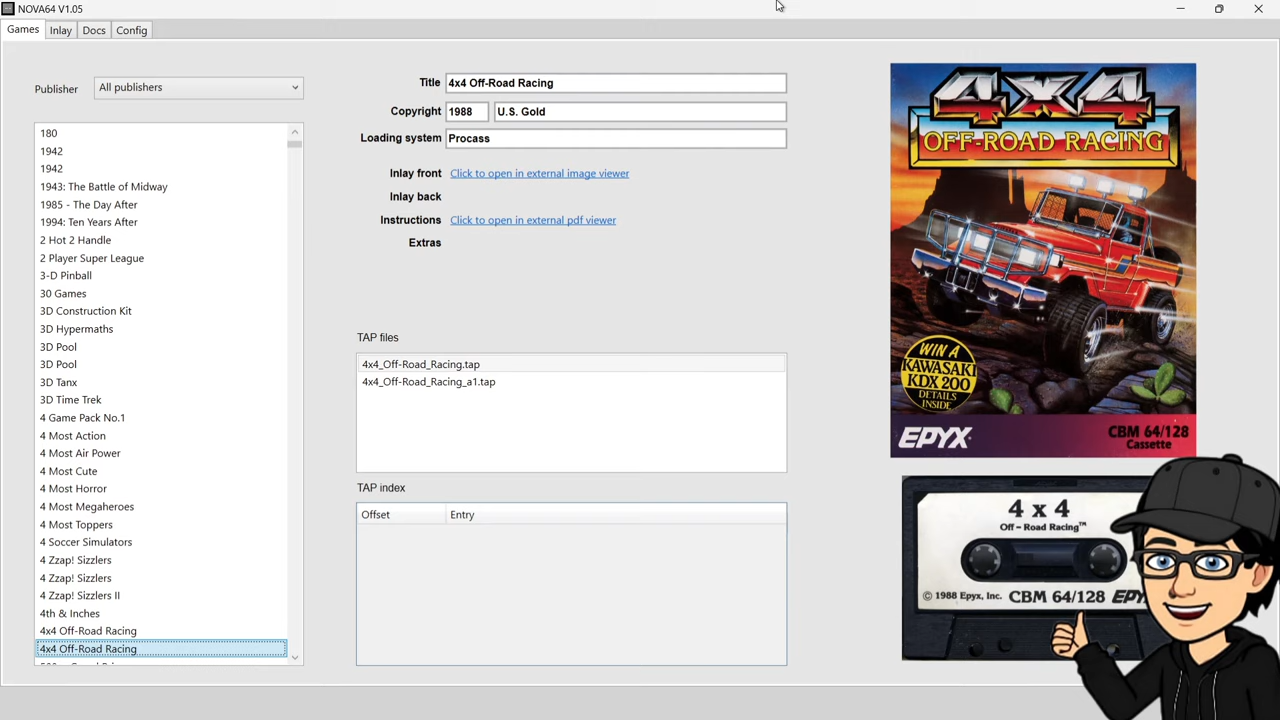 NOVA64 V1.05
Games Inlay Docs Config
Publisher All publishers
180
1942
1942
1943: The Battle of Midway
1985 - The Day After
1994: Ten Years After
2 Hot 2 Handle
2 Player Super League
3-D Pinball
30 Games
3D Construction Kit
3D Hypermaths
3D Pool
3D Pool
3D Tanx
3D Time Trek
4 Game Pack No.1
4 Most Action
4 Most Air Power
4 Most Cute
4 Most Horror
4 Most Megaheroes
4 Most Toppers
4 Soccer Simulators
4 Zzap! Sizzlers
4 Zzap! Sizzlers
4 Zzap! Sizzlers II
4th & Inches
4x4 Off-Road Racing
4x4 Off-Road Racing
Title 4x4 Off-Road Racing
Copyright 1988 U.S. Gold
Loading system Procass
Inlay front Click to open in external image viewer
Inlay back
Instructions Click to open in external pdf viewer
Extras
TAP files
4x4_Off-Road_Racing.tap
4x4_Off-Road_Racing_a1.tap
TAP index
Offset Entry
4X4
OFF-ROAD RACING
WIN A
KAWASAKI
KDX 200
DETAILS
INSIDE
EPYX
CBM 64/128
Cassette
4 x 4
Off - Road Racing™
© 1988 Epyx, Inc. CBM 64/128